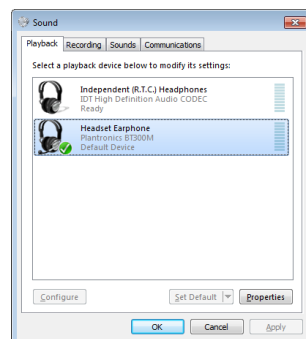 Sound
Playback
Recording
Sounds
Communications
Select a playback device below to modify its settings:
Independent (R.T.C.) Headphones
IDT High Definition Audio CODEC
Ready
Headset Earphone
Plantronics BT300M
Default Device
Configure
Set Default
Properties
OK
Cancel
Apply